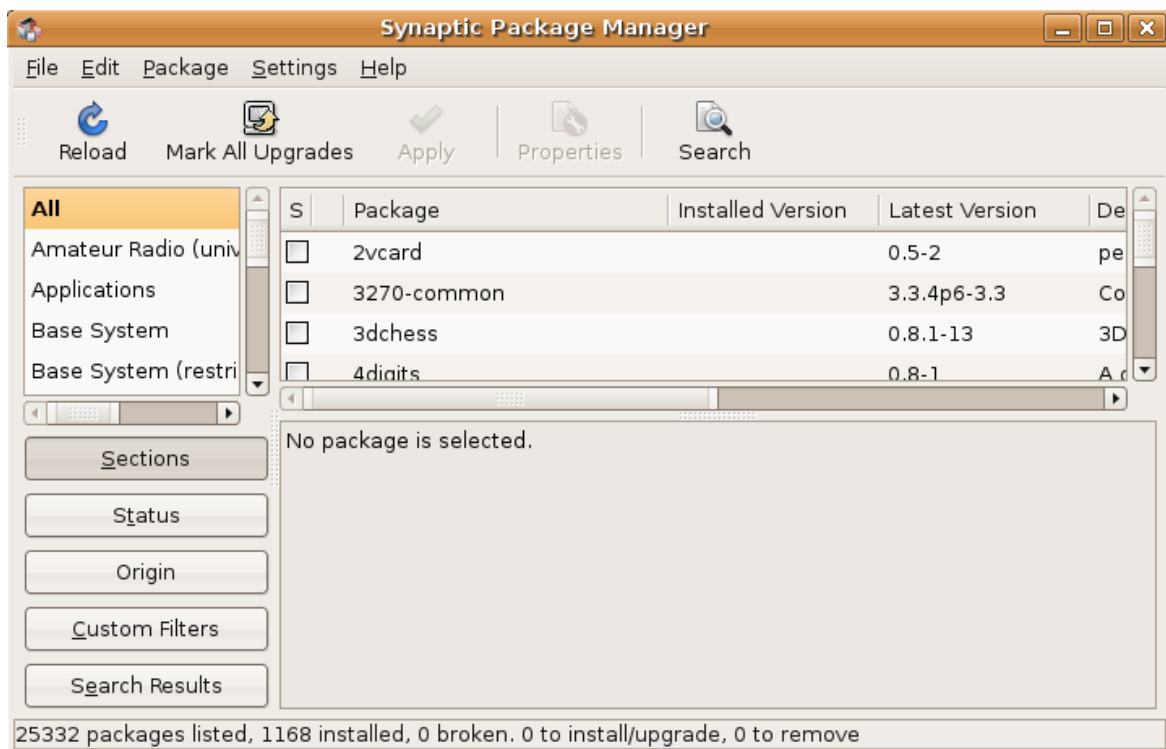 Synaptic Package Manager
File Edit Package Settings Help
Reload Mark All Upgrades Apply Properties Search
All
Amateur Radio (univ
Applications
Base System
Base System (restri
S Package Installed Version Latest Version De
2vcard 0.5-2 pe
3270-common 3.3.4p6-3.3 Co
3dchess 0.8.1-13 3D
4digits 0.8-1 A
Sections
Status
Origin
Custom Filters
Search Results
No package is selected.
25332 packages listed, 1168 installed, 0 broken. 0 to install/upgrade, 0 to remove